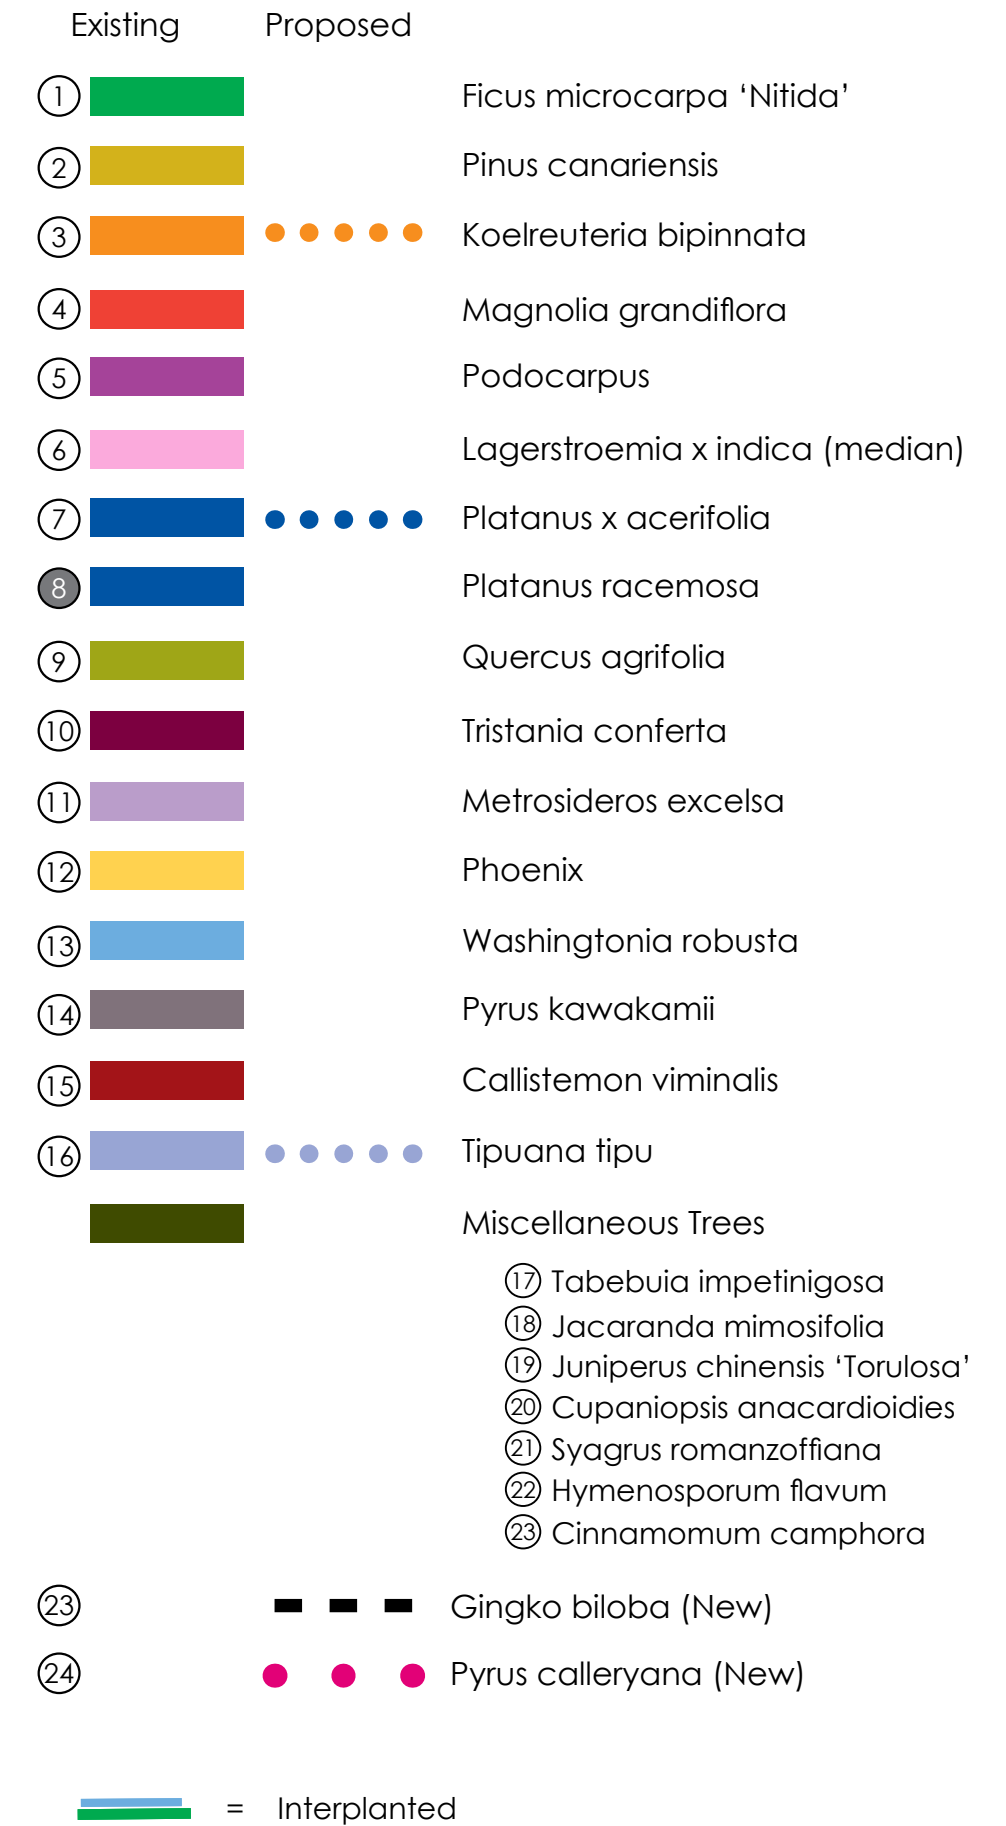 Existing Proposed
1 Ficus microcarpa ‘Nitida’
2 Pinus canariensis
3 Koelreuteria bipinnata
4 Magnolia grandiflora
5 Podocarpus
6 Lagerstroemia x indica (median)
7 Platanus x acerifolia
8 Platanus racemosa
9 Quercus agrifolia
10 Tristania conferta
11 Metrosideros excelsa
12 Phoenix
13 Washingtonia robusta
14 Pyrus kawakamii
15 Callistemon viminalis
16 Tipuana tipu
Miscellaneous Trees
17 Tabebuia impetinigosa
18 Jacaranda mimosifolia
19 Juniperus chinensis ‘Torulosa’
20 Cupaniopsis anacardioidies
21 Syagrus romanzoffiana
22 Hymenosporum flavum
23 Cinnamomum camphora
23 Gingko biloba (New)
24 Pyrus calleryana (New)
= Interplanted